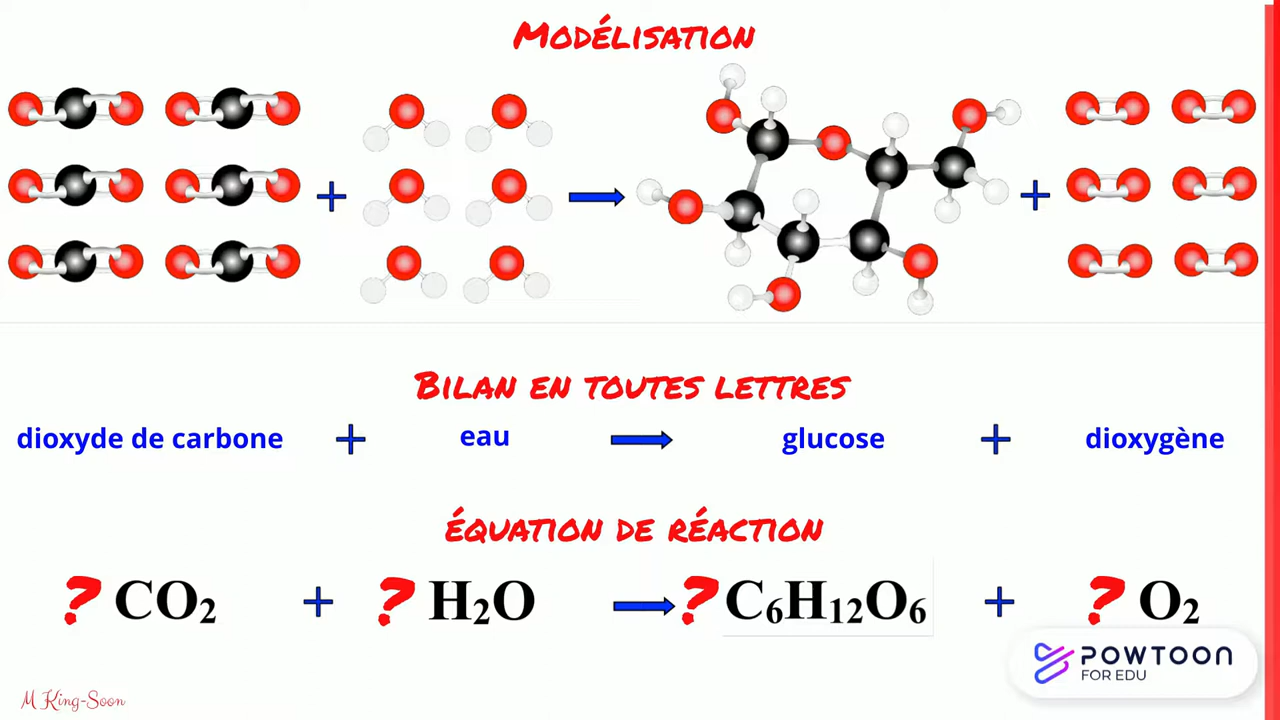 MODÉLISATION
+ → +
BILAN EN TOUTES LETTRES
dioxyde de carbone + eau → glucose + dioxygène
ÉQUATION DE RÉACTION
? CO₂ + ? H₂O → ? C₆H₁₂O₆ + ? O₂
POWTOON
FOR EDU
M King-Soon